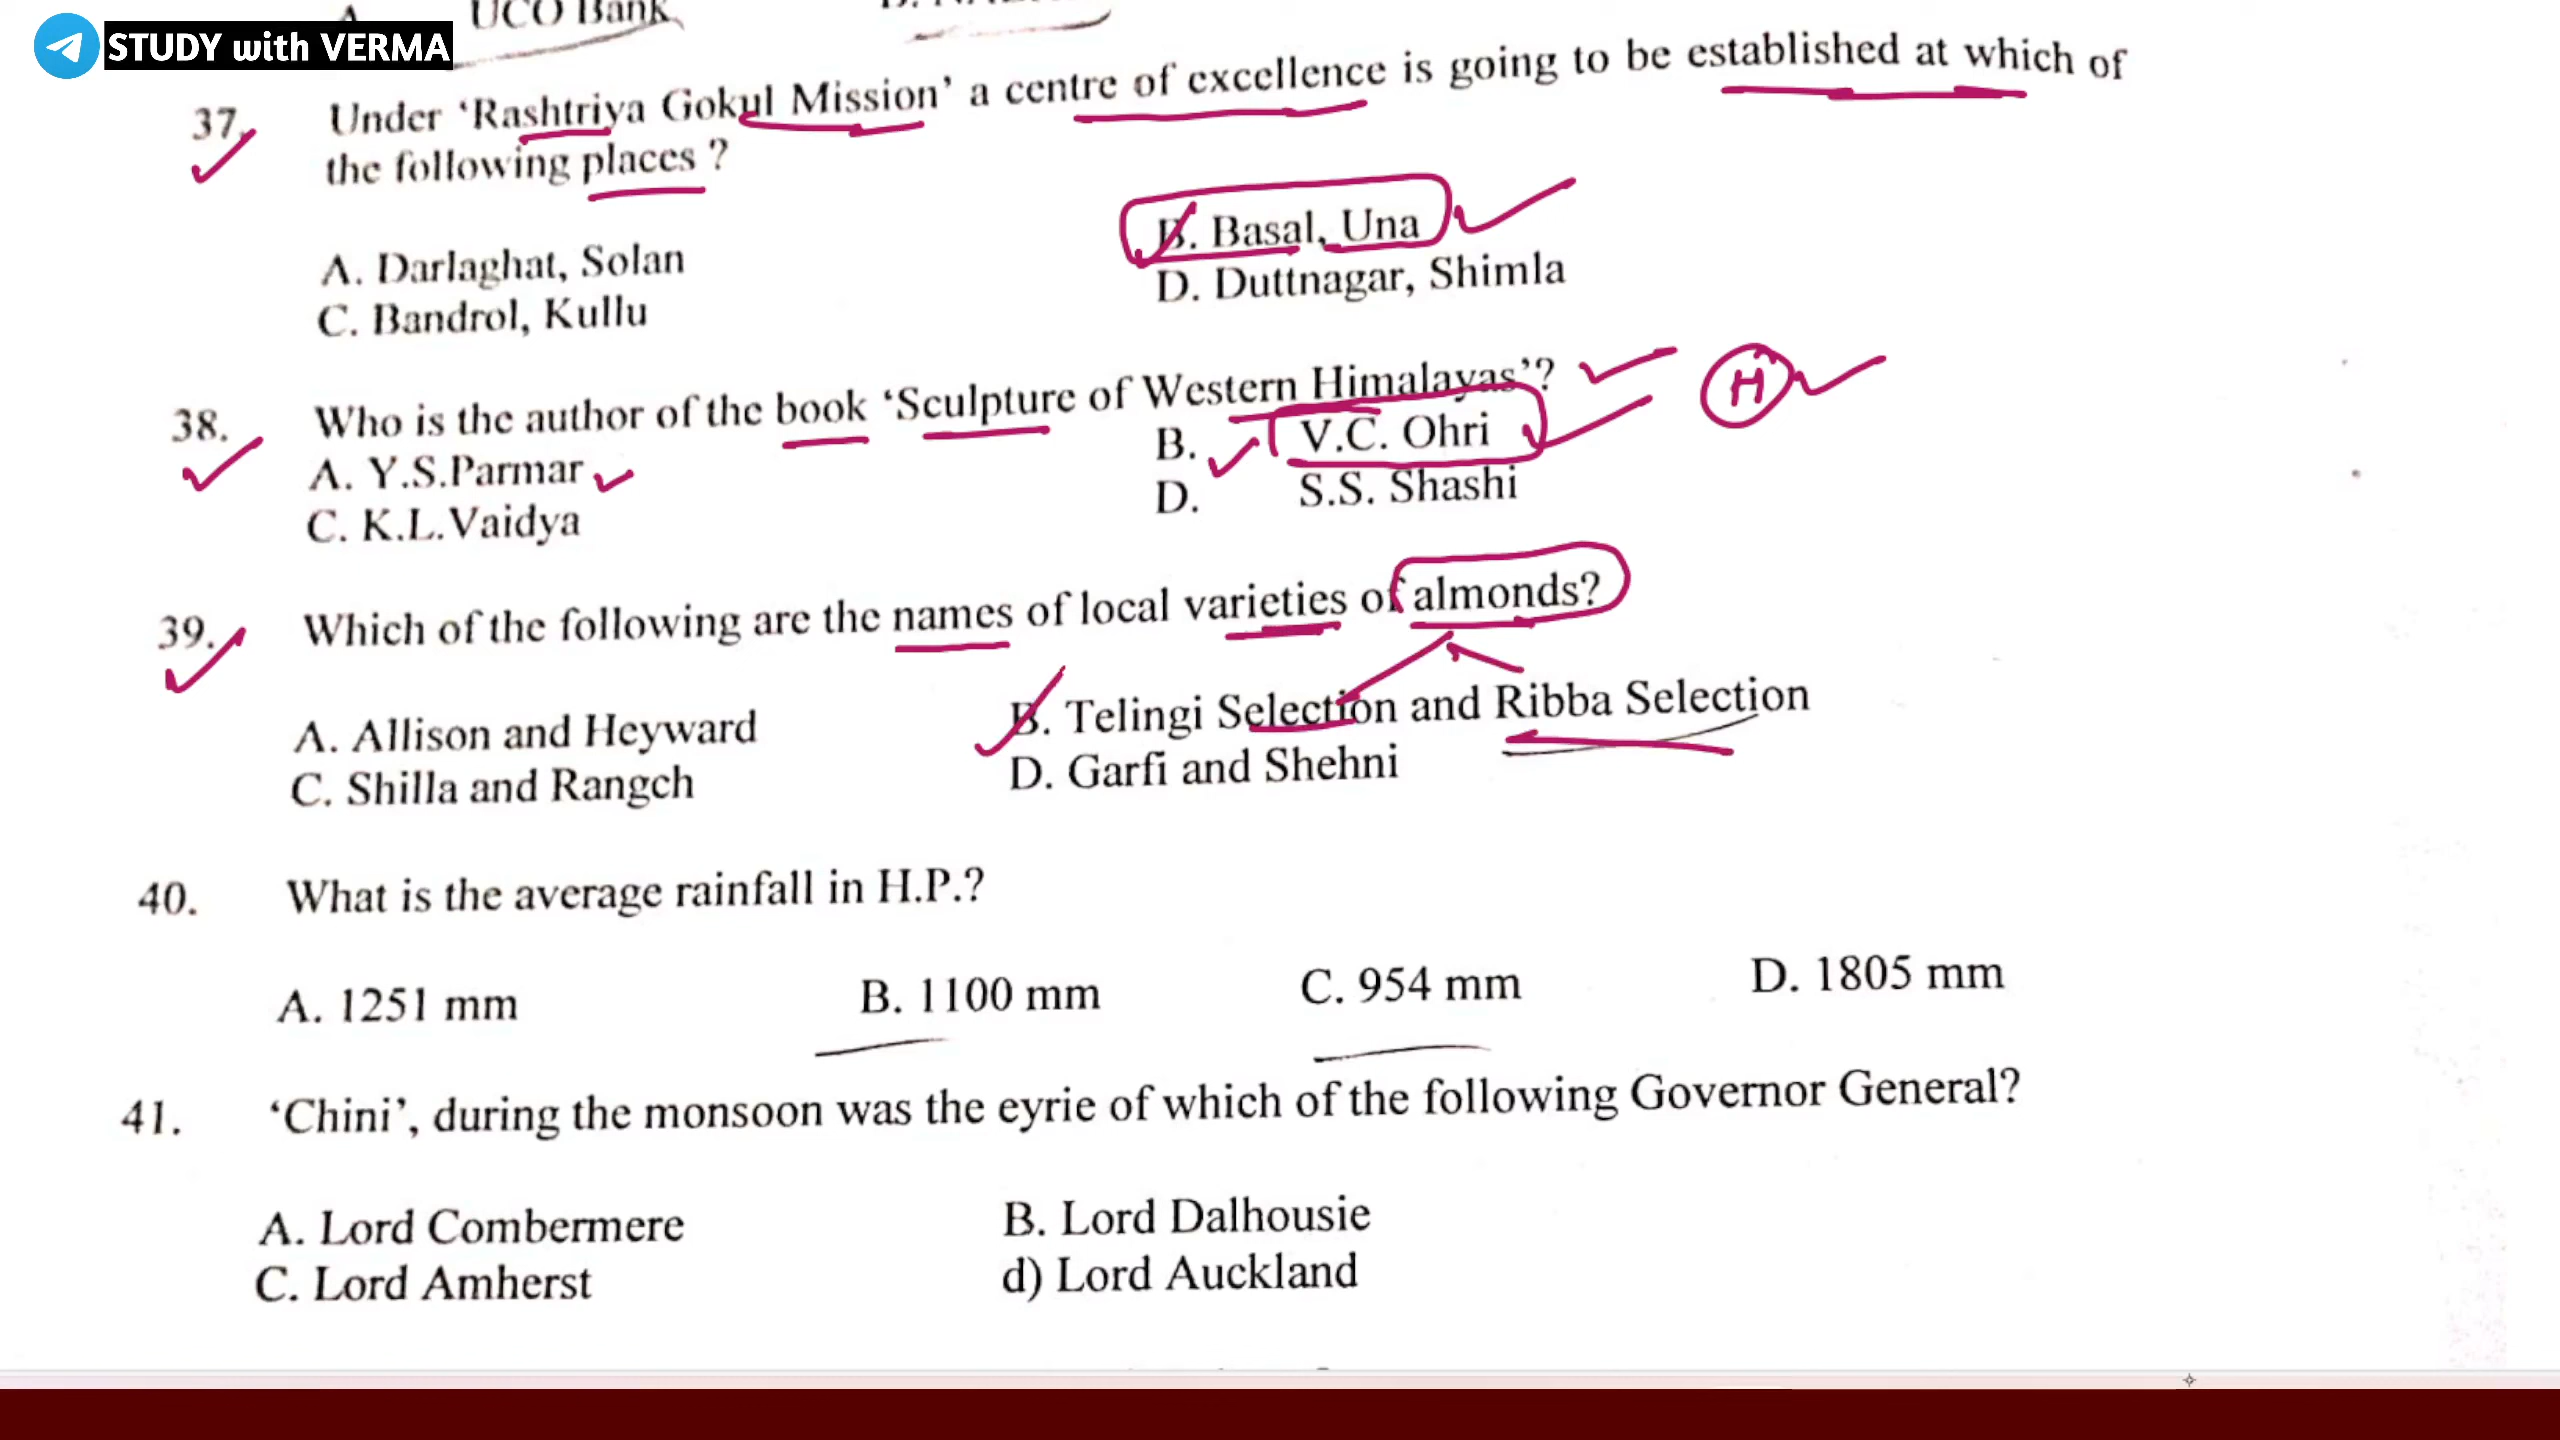 A. UCO Bank
STUDY with VERMA
37. Under ‘Rashtriya Gokul Mission’ a centre of excellence is going to be established at which of
the following places ?
B. Basal, Una
A. Darlaghat, Solan
D. Duttnagar, Shimla
C. Bandrol, Kullu
38. Who is the author of the book ‘Sculpture of Western Himalayas’?
H
B. V.C. Ohri
A. Y.S.Parmar
D. S.S. Shashi
C. K.L.Vaidya
39. Which of the following are the names of local varieties of almonds?
A. Allison and Heyward B. Telingi Selection and Ribba Selection
C. Shilla and Rangch D. Garfi and Shehni
40. What is the average rainfall in H.P.?
A. 1251 mm B. 1100 mm C. 954 mm D. 1805 mm
41. ‘Chini’, during the monsoon was the eyrie of which of the following Governor General?
A. Lord Combermere B. Lord Dalhousie
C. Lord Amherst d) Lord Auckland